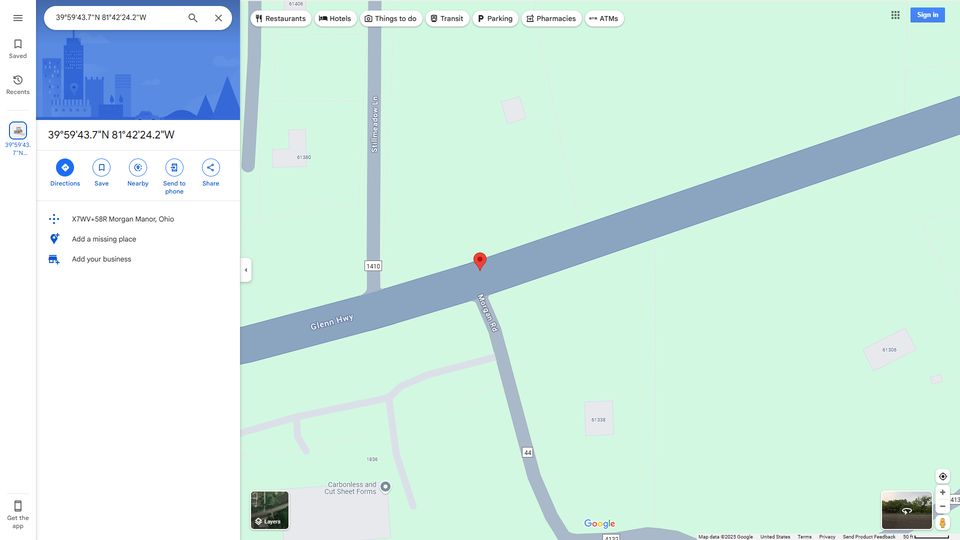 39°59'43.7"N 81°42'24.2"W
Restaurants
Hotels
Things to do
Transit
Parking
Pharmacies
ATMs
Sign in
Saved
Recents
39°59'43.
7"N...
39°59'43.7"N 81°42'24.2"W
Directions
Save
Nearby
Send to
phone
Share
X7WV+58R Morgan Manor, Ohio
Add a missing place
Add your business
Get the
app
61406
Stillmeadow Ln
61380
1410
Glenn Hwy
Morgan Rd
61306
61338
44
1836
Carbonless and
Cut Sheet Forms
Layers
Google
413
4132
Map data ©2025 Google
United States
Terms
Privacy
Send Product Feedback
50 ft